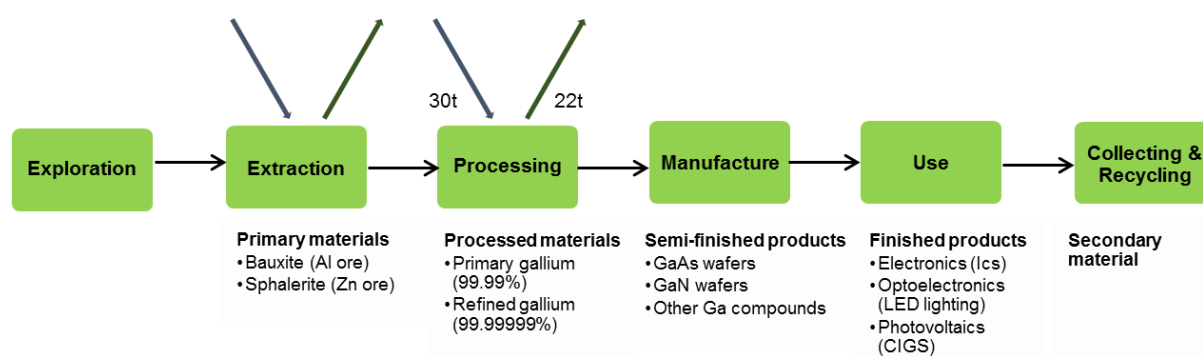 30t
22t
Exploration
Extraction
Processing
Manufacture
Use
Collecting &
Recycling
Primary materials
•Bauxite (Al ore)
•Sphalerite (Zn ore)
Processed materials
•Primary gallium
(99.99%)
•Refined gallium
(99.99999%)
Semi-finished products
•GaAs wafers
•GaN wafers
•Other Ga compounds
Finished products
•Electronics (Ics)
•Optoelectronics
(LED lighting)
•Photovoltaics
(CIGS)
Secondary
material